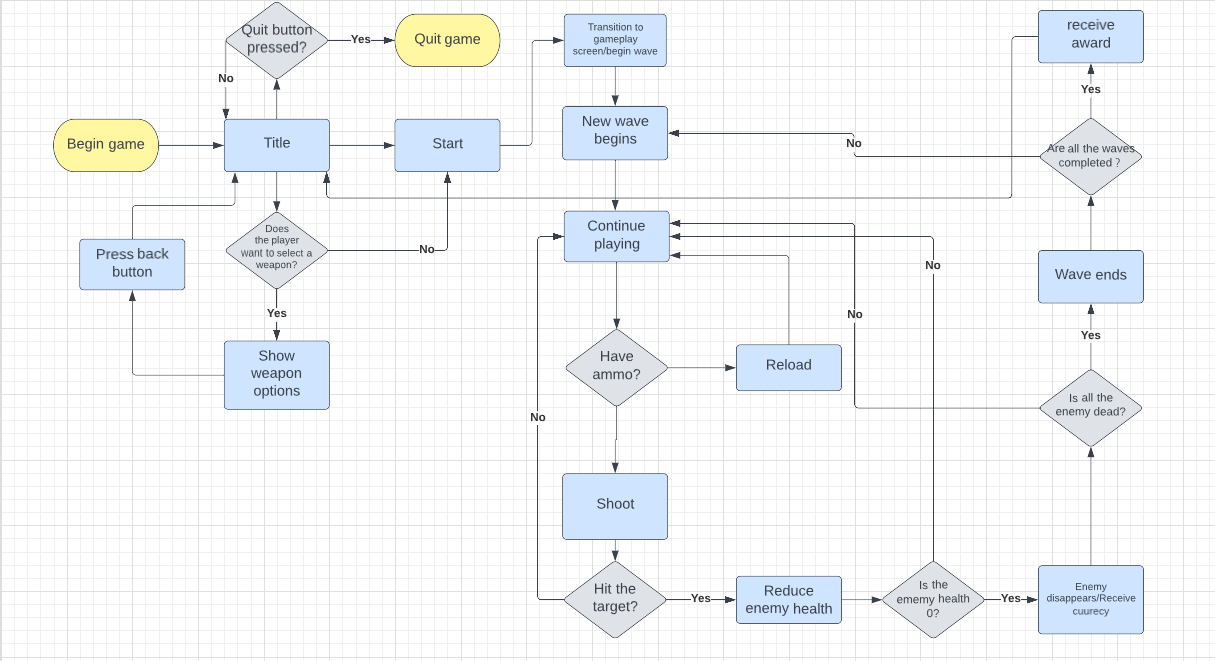 Quit button
pressed?
Yes
Quit game
No
Begin game
Title
Start
Does
the player
want to select a
weapon?
No
Yes
Press back
button
Show
weapon
options
Transition to
gameplay
screen/begin wave
New wave
begins
Continue
playing
Have
ammo?
Reload
No
Shoot
Hit the
target?
Yes
Reduce
enemy health
Is the
ememy health
0?
No
Yes
Enemy
disappears/Receive
cuurecy
Is all the
enemy dead?
No
Yes
Wave ends
Are all the waves
completed ?
No
Yes
receive
award